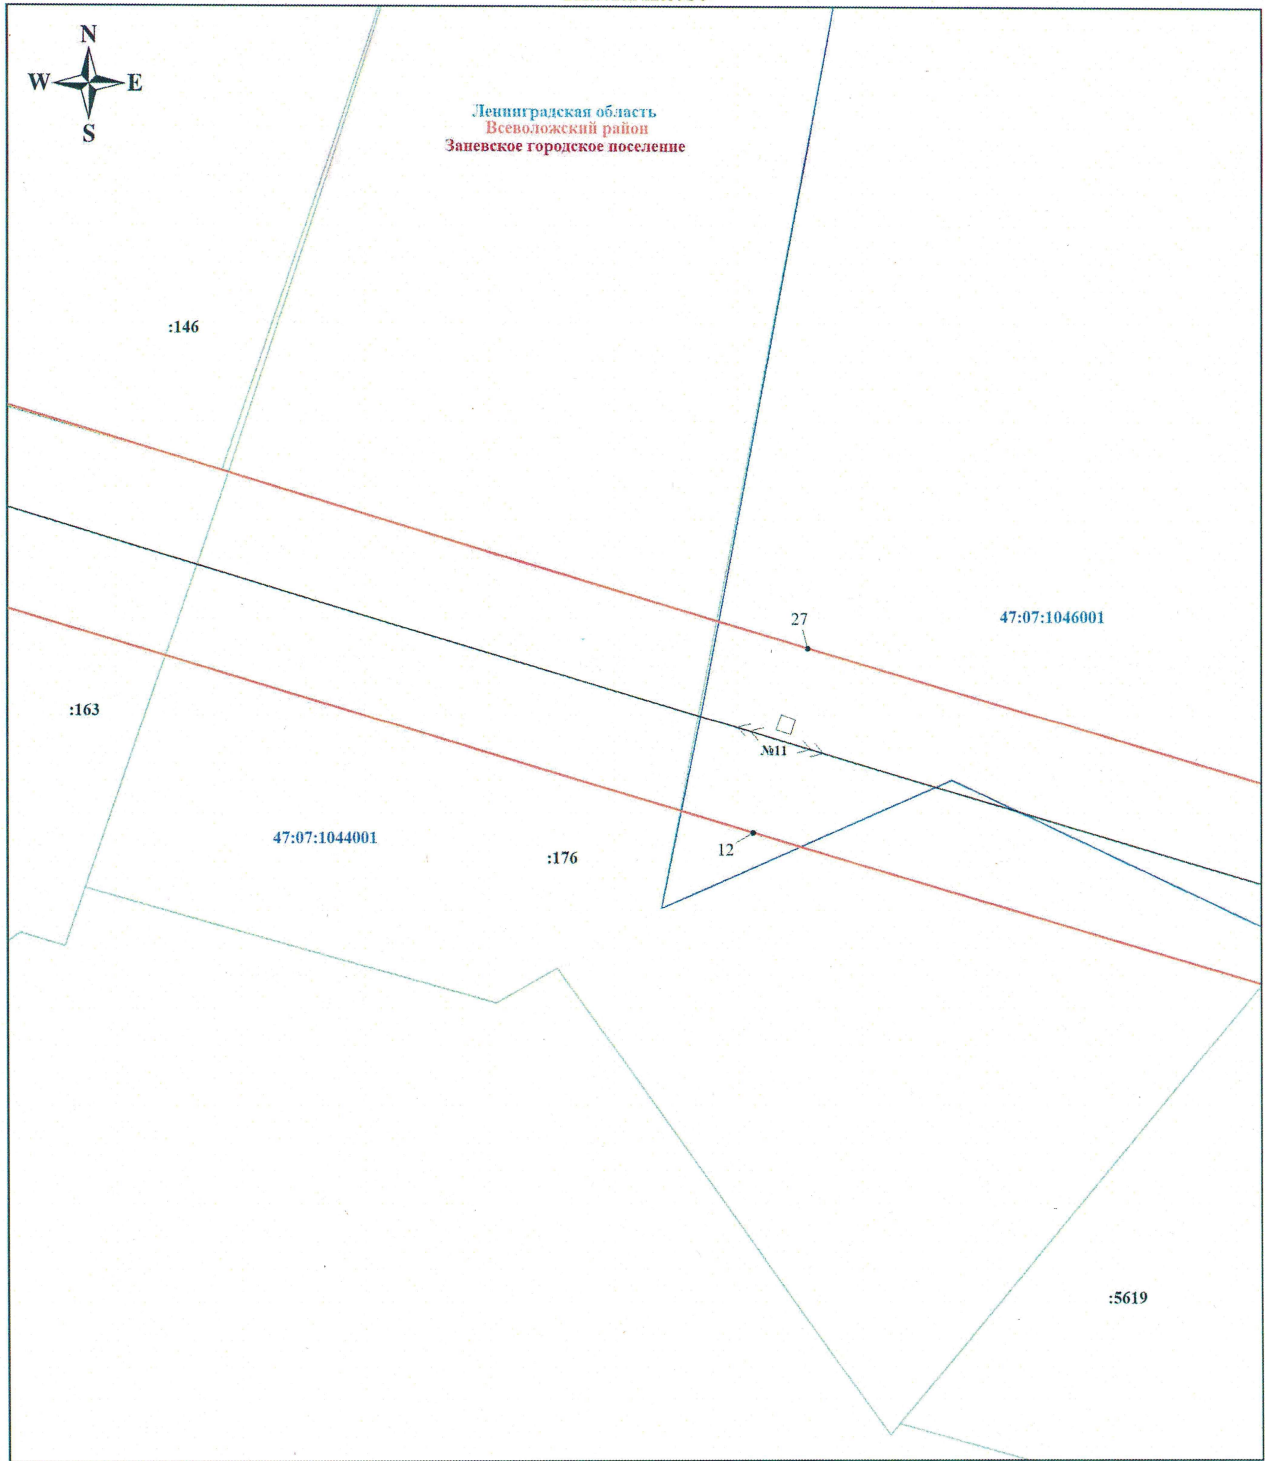 N
W E
S
Ленинградская область
Всеволожский район
Заневское городское поселение
:146
27
47:07:1046001
:163
№11
47:07:1044001
:176
12
:5619